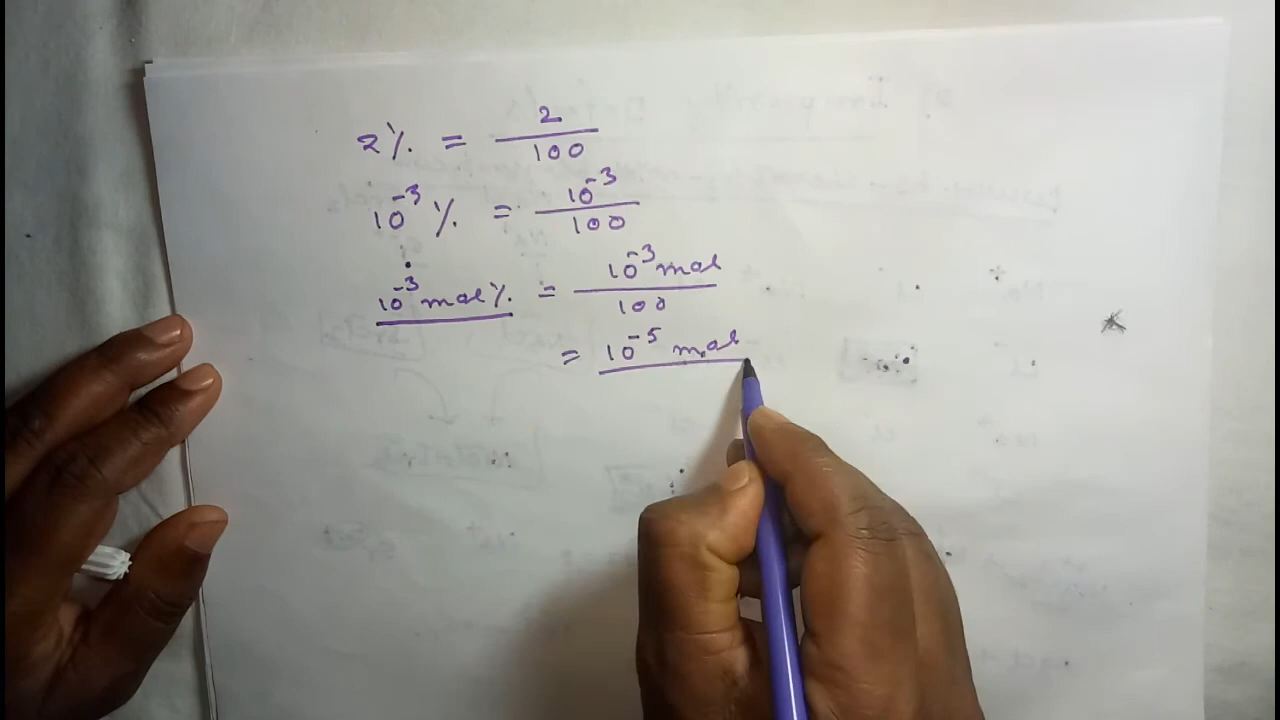 2% = 2/100
10⁻³ % = 10⁻³/100
10⁻³ mol% = 10⁻³ mol/100
= 10⁻⁵ mol